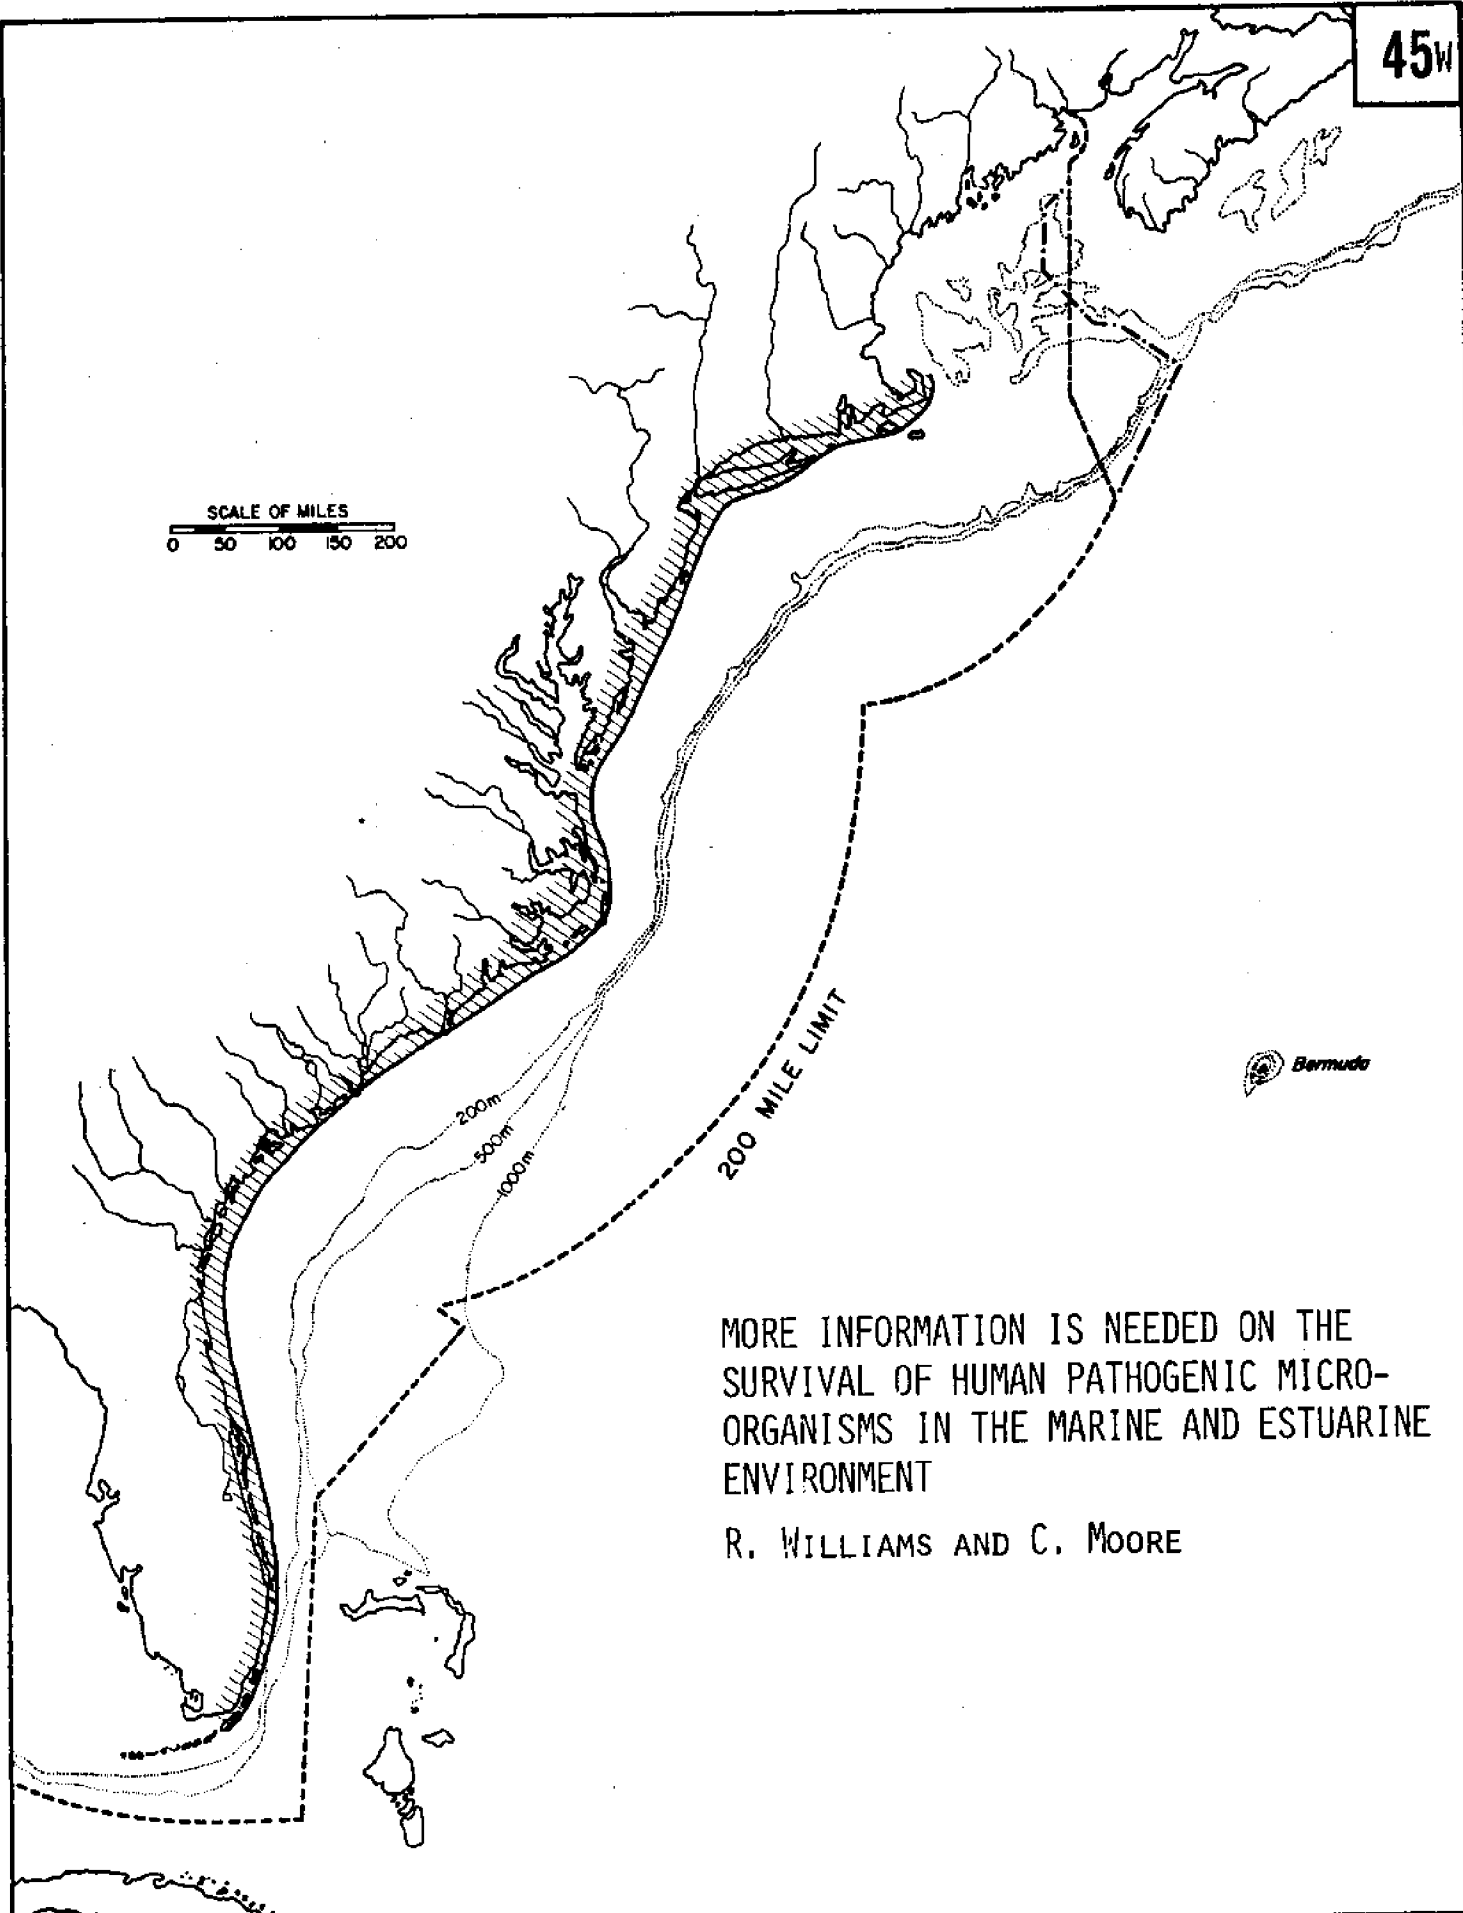 45W
SCALE OF MILES
0 50 100 150 200
200 MILE LIMIT
Bermuda
200m
500m
1000m
MORE INFORMATION IS NEEDED ON THE
SURVIVAL OF HUMAN PATHOGENIC MICRO-
ORGANISMS IN THE MARINE AND ESTUARINE
ENVIRONMENT
R. WILLIAMS AND C. MOORE